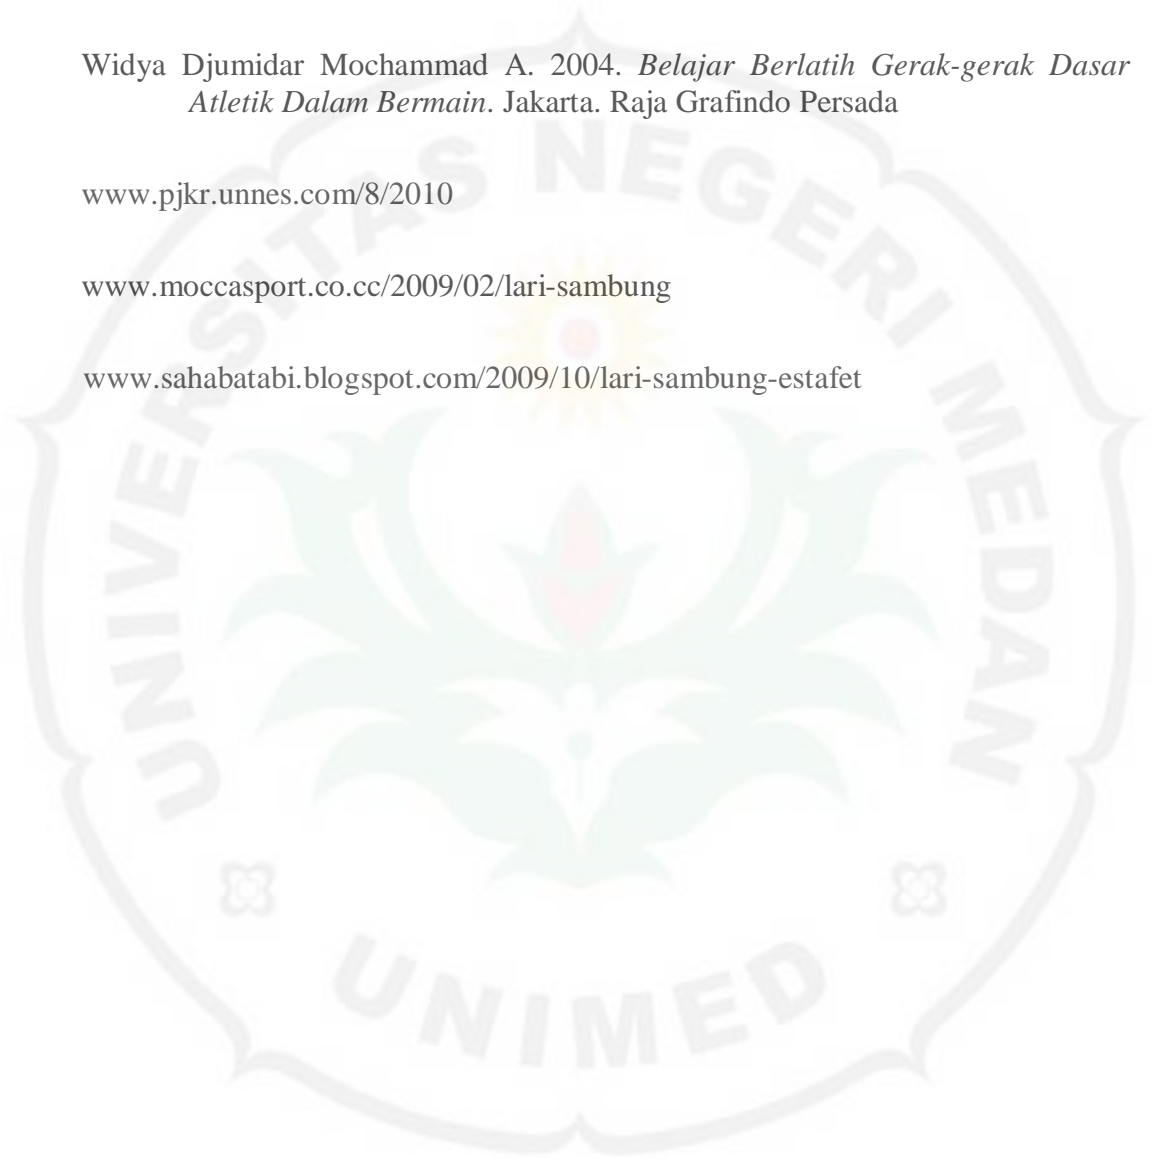 Widya Djumidar Mochammad A. 2004. Belajar Berlatih Gerak-gerak Dasar
Atletik Dalam Bermain. Jakarta. Raja Grafindo Persada
www.pjkr.unnes.com/8/2010
www.moccasport.co.cc/2009/02/lari-sambung
www.sahabatabi.blogspot.com/2009/10/lari-sambung-estafet
UNIVERSITAS NEGERI MEDAN
UNIMED